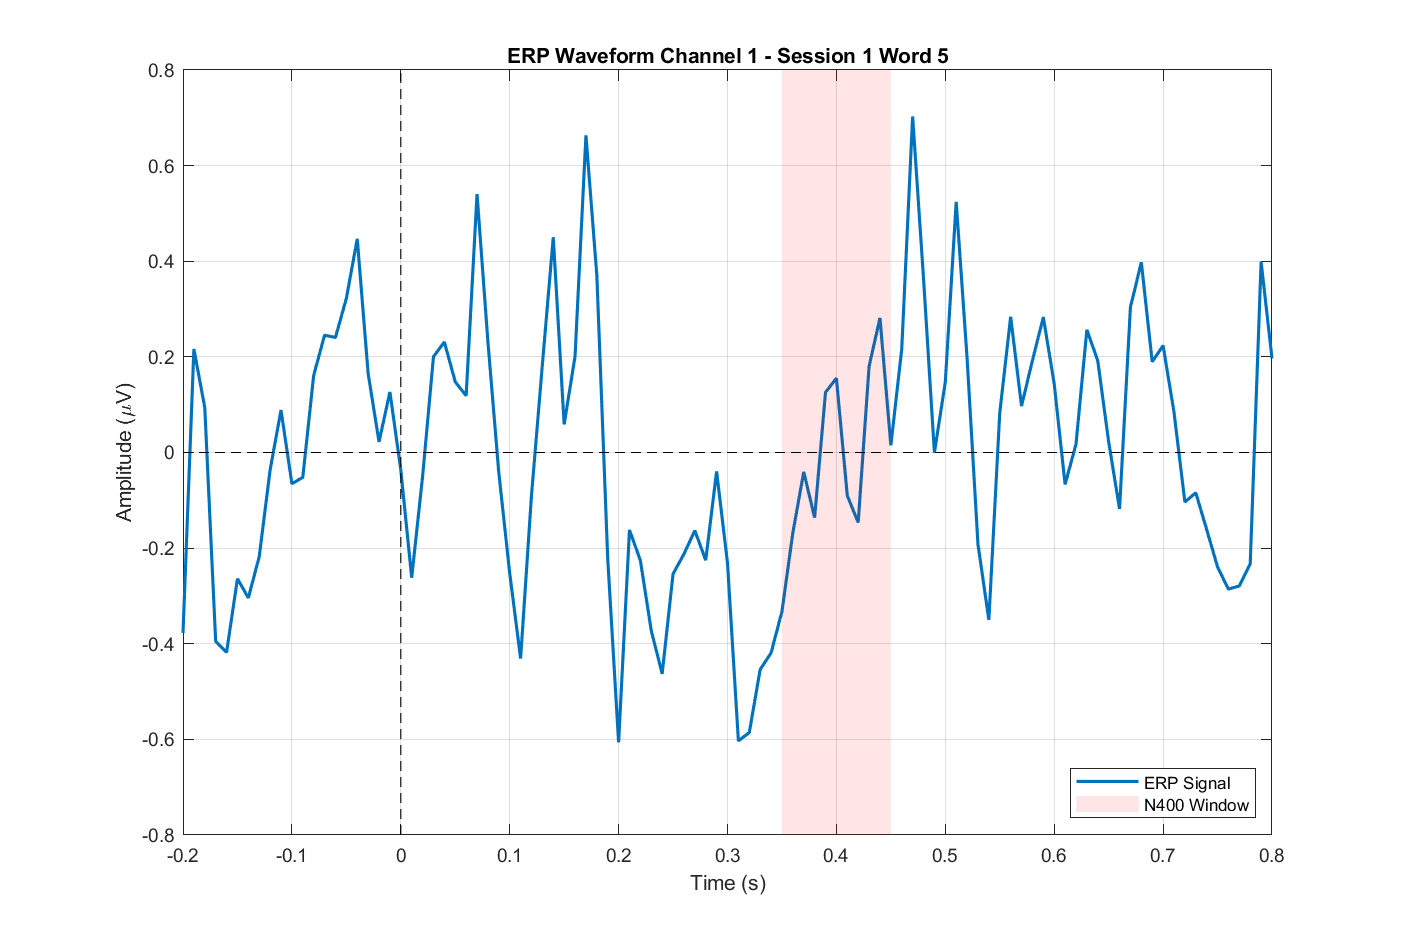 ERP Waveform Channel 1 - Session 1 Word 5
0.8
0.6
0.4
0.2
0
-0.2
-0.4
-0.6
-0.8
Amplitude (μV)
-0.2 -0.1 0 0.1 0.2 0.3 0.4 0.5 0.6 0.7 0.8
Time (s)
ERP Signal
N400 Window